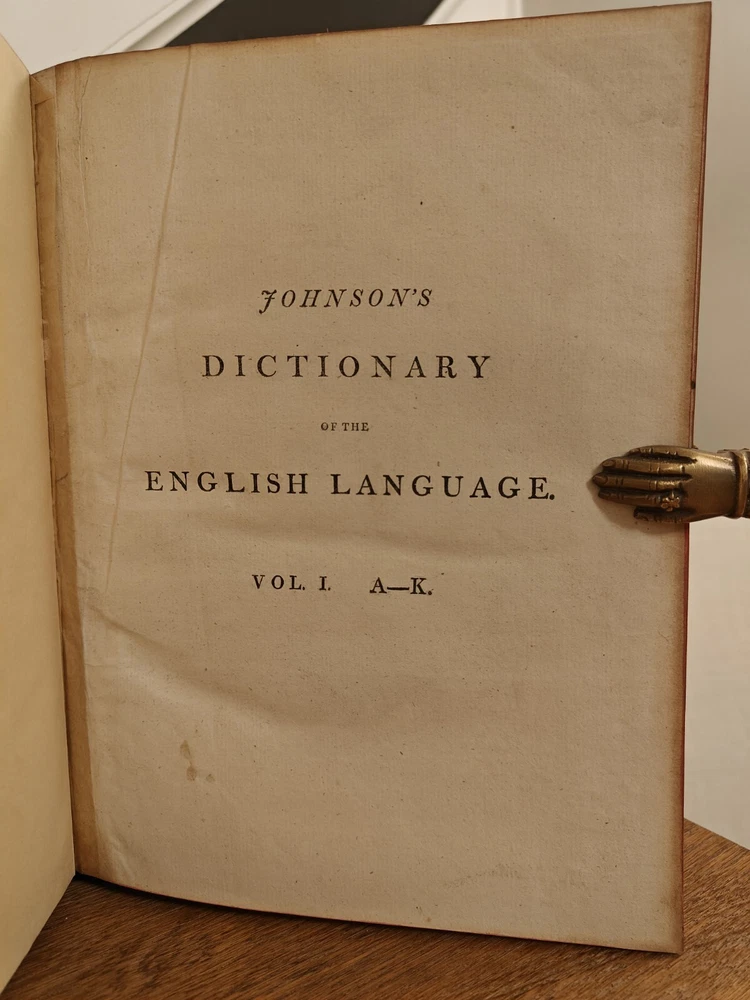 JOHNSON'S
DICTIONARY
OF THE
ENGLISH LANGUAGE.
VOL. I. A—K.